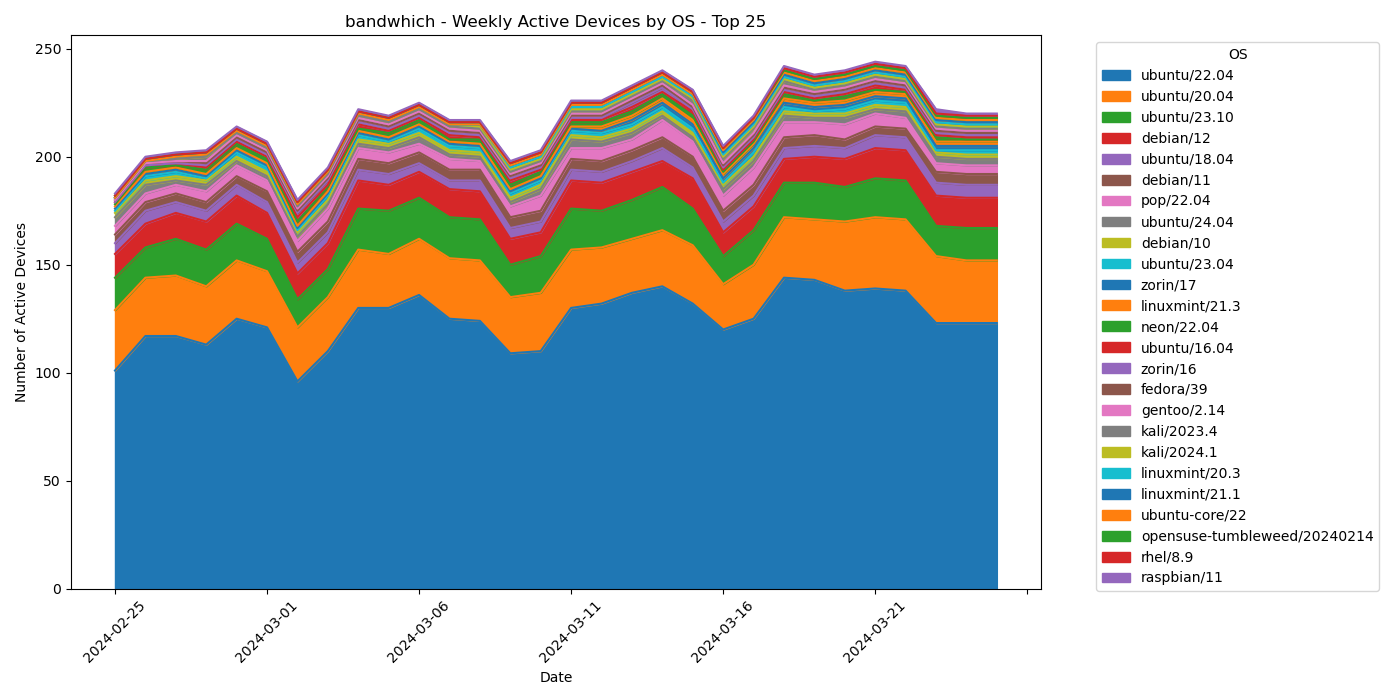 bandwhich - Weekly Active Devices by OS - Top 25
Number of Active Devices
250
200
150
100
50
0
2024-02-25
2024-03-01
2024-03-06
2024-03-11
2024-03-16
2024-03-21
Date
OS
ubuntu/22.04
ubuntu/20.04
ubuntu/23.10
debian/12
ubuntu/18.04
debian/11
pop/22.04
ubuntu/24.04
debian/10
ubuntu/23.04
zorin/17
linuxmint/21.3
neon/22.04
ubuntu/16.04
zorin/16
fedora/39
gentoo/2.14
kali/2023.4
kali/2024.1
linuxmint/20.3
linuxmint/21.1
ubuntu-core/22
opensuse-tumbleweed/20240214
rhel/8.9
raspbian/11